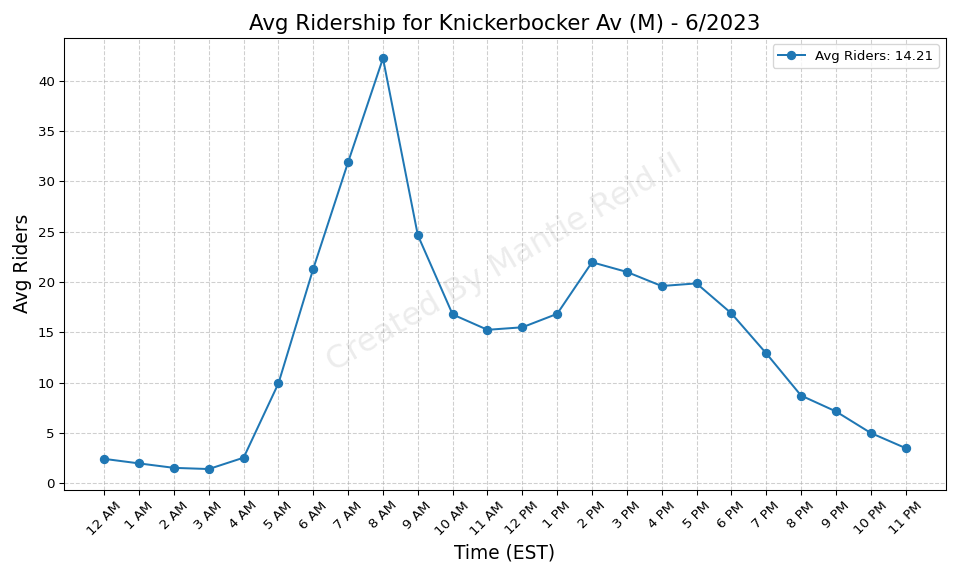 Avg Ridership for Knickerbocker Av (M) - 6/2023
Avg Riders: 14.21
Avg Riders
40
35
30
25
20
15
10
5
0
Created By Mantie Reid II
12 AM
1 AM
2 AM
3 AM
4 AM
5 AM
6 AM
7 AM
8 AM
9 AM
10 AM
11 AM
12 PM
1 PM
2 PM
3 PM
4 PM
5 PM
6 PM
7 PM
8 PM
9 PM
10 PM
11 PM
Time (EST)